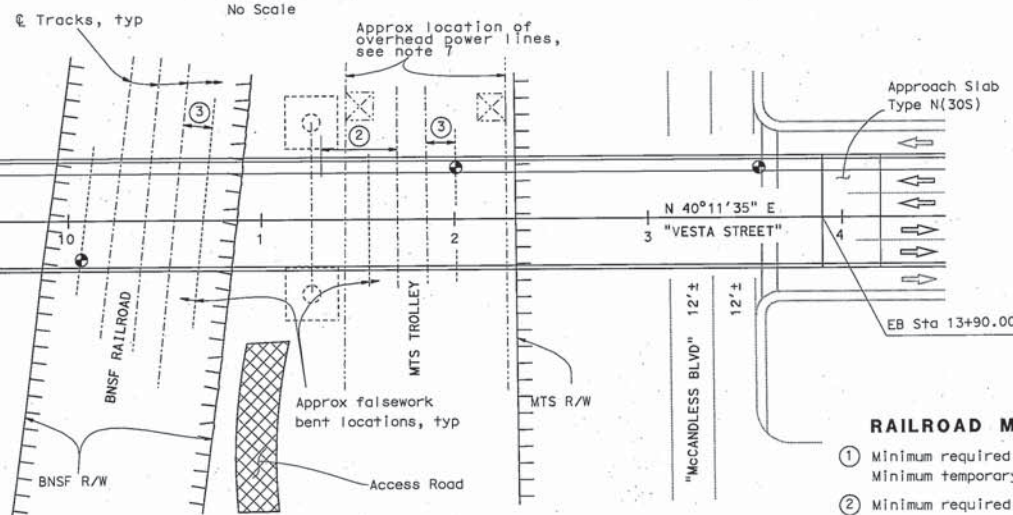 No Scale
℄ Tracks, typ
Approx location of
overhead power lines,
see note 7
Approach Slab
Type N(30S)
3
2
3
N 40°11'35" E
"VESTA STREET"
10
1
2
3
4
BNSF RAILROAD
MTS TROLLEY
"McCANDLESS BLVD"
12'±
12'±
EB Sta 13+90.00
Approx falsework
bent locations, typ
MTS R/W
BNSF R/W
Access Road
RAILROAD M
1 Minimum required
Minimum temporary
2 Minimum required